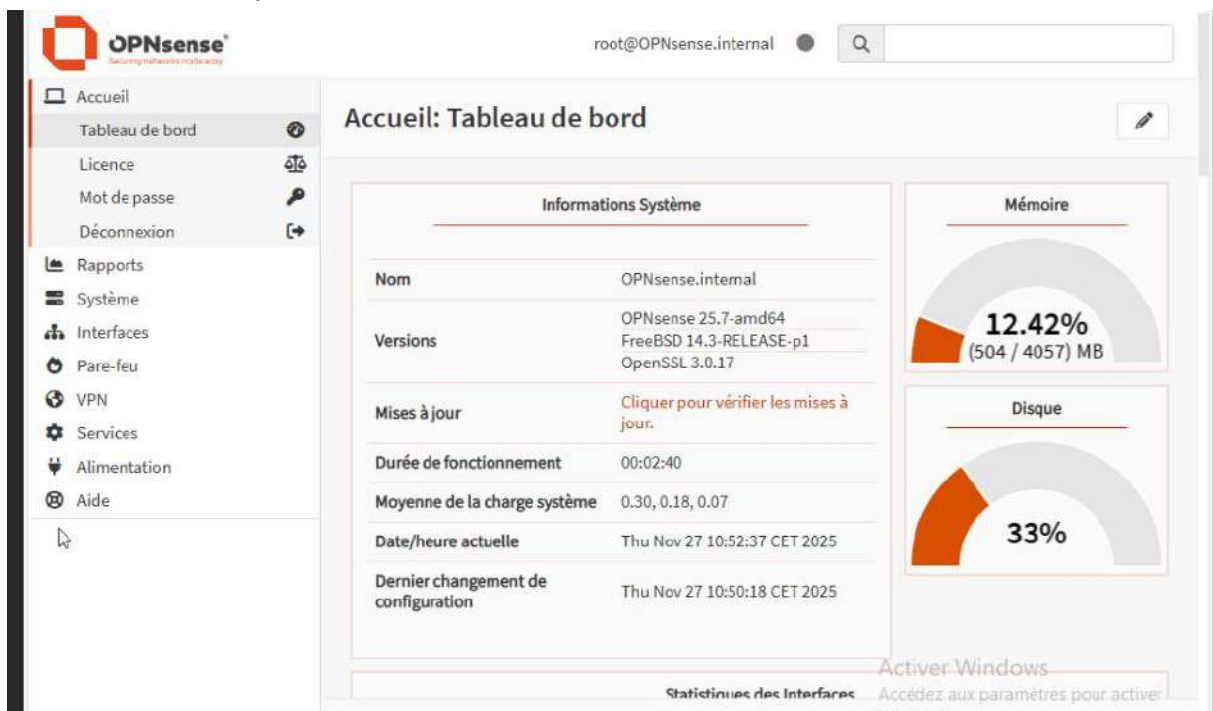 OPNsense®
Securing networks made easy
root@OPNsense.internal
Accueil
Tableau de bord
Licence
Mot de passe
Déconnexion
Rapports
Système
Interfaces
Pare-feu
VPN
Services
Alimentation
Aide
Accueil: Tableau de bord
Informations Système
Nom OPNsense.internal
Versions OPNsense 25.7-amd64
FreeBSD 14.3-RELEASE-p1
OpenSSL 3.0.17
Mises à jour Cliquer pour vérifier les mises à
jour.
Durée de fonctionnement 00:02:40
Moyenne de la charge système 0.30, 0.18, 0.07
Date/heure actuelle Thu Nov 27 10:52:37 CET 2025
Dernier changement de
configuration Thu Nov 27 10:50:18 CET 2025
Mémoire
12.42%
(504 / 4057) MB
Disque
33%
Statistiques des Interfaces
Activer Windows
Accédez aux paramètres pour activer